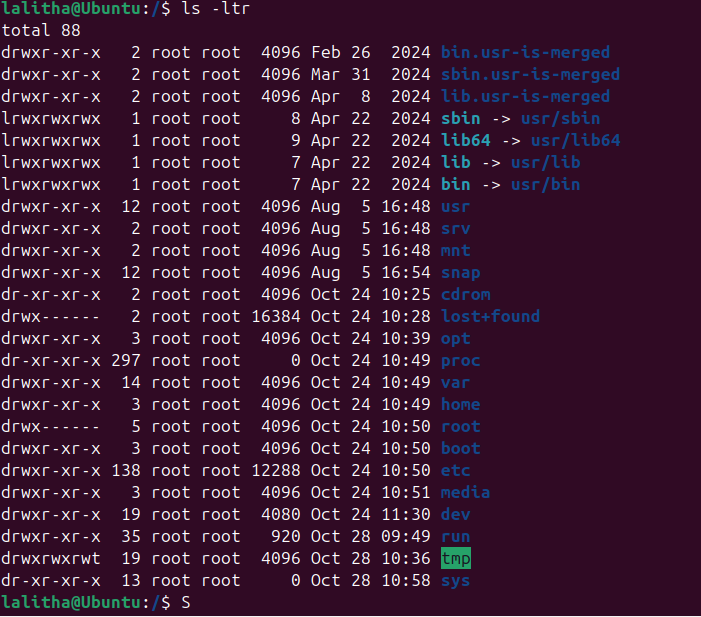 lalitha@Ubuntu:/$ ls -ltr
total 88
drwxr-xr-x   2 root root  4096 Feb 26  2024 bin.usr-is-merged
drwxr-xr-x   2 root root  4096 Mar 31  2024 sbin.usr-is-merged
drwxr-xr-x   2 root root  4096 Apr  8  2024 lib.usr-is-merged
lrwxrwxrwx   1 root root     8 Apr 22  2024 sbin -> usr/sbin
lrwxrwxrwx   1 root root     9 Apr 22  2024 lib64 -> usr/lib64
lrwxrwxrwx   1 root root     7 Apr 22  2024 lib -> usr/lib
lrwxrwxrwx   1 root root     7 Apr 22  2024 bin -> usr/bin
drwxr-xr-x  12 root root  4096 Aug  5 16:48 usr
drwxr-xr-x   2 root root  4096 Aug  5 16:48 srv
drwxr-xr-x   2 root root  4096 Aug  5 16:48 mnt
drwxr-xr-x  12 root root  4096 Aug  5 16:54 snap
dr-xr-xr-x   2 root root  4096 Oct 24 10:25 cdrom
drwx------   2 root root 16384 Oct 24 10:28 lost+found
drwxr-xr-x   3 root root  4096 Oct 24 10:39 opt
dr-xr-xr-x 297 root root     0 Oct 24 10:49 proc
drwxr-xr-x  14 root root  4096 Oct 24 10:49 var
drwxr-xr-x   3 root root  4096 Oct 24 10:49 home
drwx------   5 root root  4096 Oct 24 10:50 root
drwxr-xr-x   3 root root  4096 Oct 24 10:50 boot
drwxr-xr-x 138 root root 12288 Oct 24 10:50 etc
drwxr-xr-x   3 root root  4096 Oct 24 10:51 media
drwxr-xr-x  19 root root  4080 Oct 24 11:30 dev
drwxr-xr-x  35 root root   920 Oct 28 09:49 run
drwxrwxrwt  19 root root  4096 Oct 28 10:36 tmp
dr-xr-xr-x  13 root root     0 Oct 28 10:58 sys
lalitha@Ubuntu:/$ S